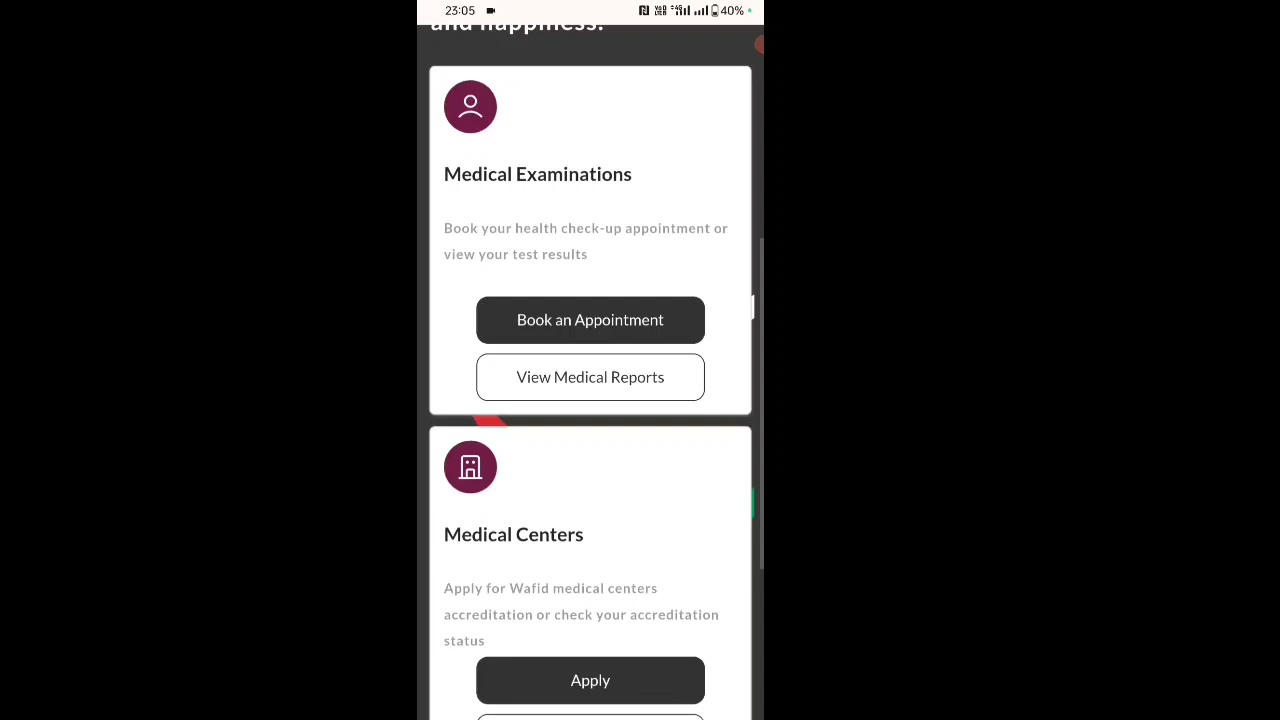 23:05
40%
and happiness.
Medical Examinations
Book your health check-up appointment or
view your test results
Book an Appointment
View Medical Reports
Medical Centers
Apply for Wafid medical centers
accreditation or check your accreditation
status
Apply